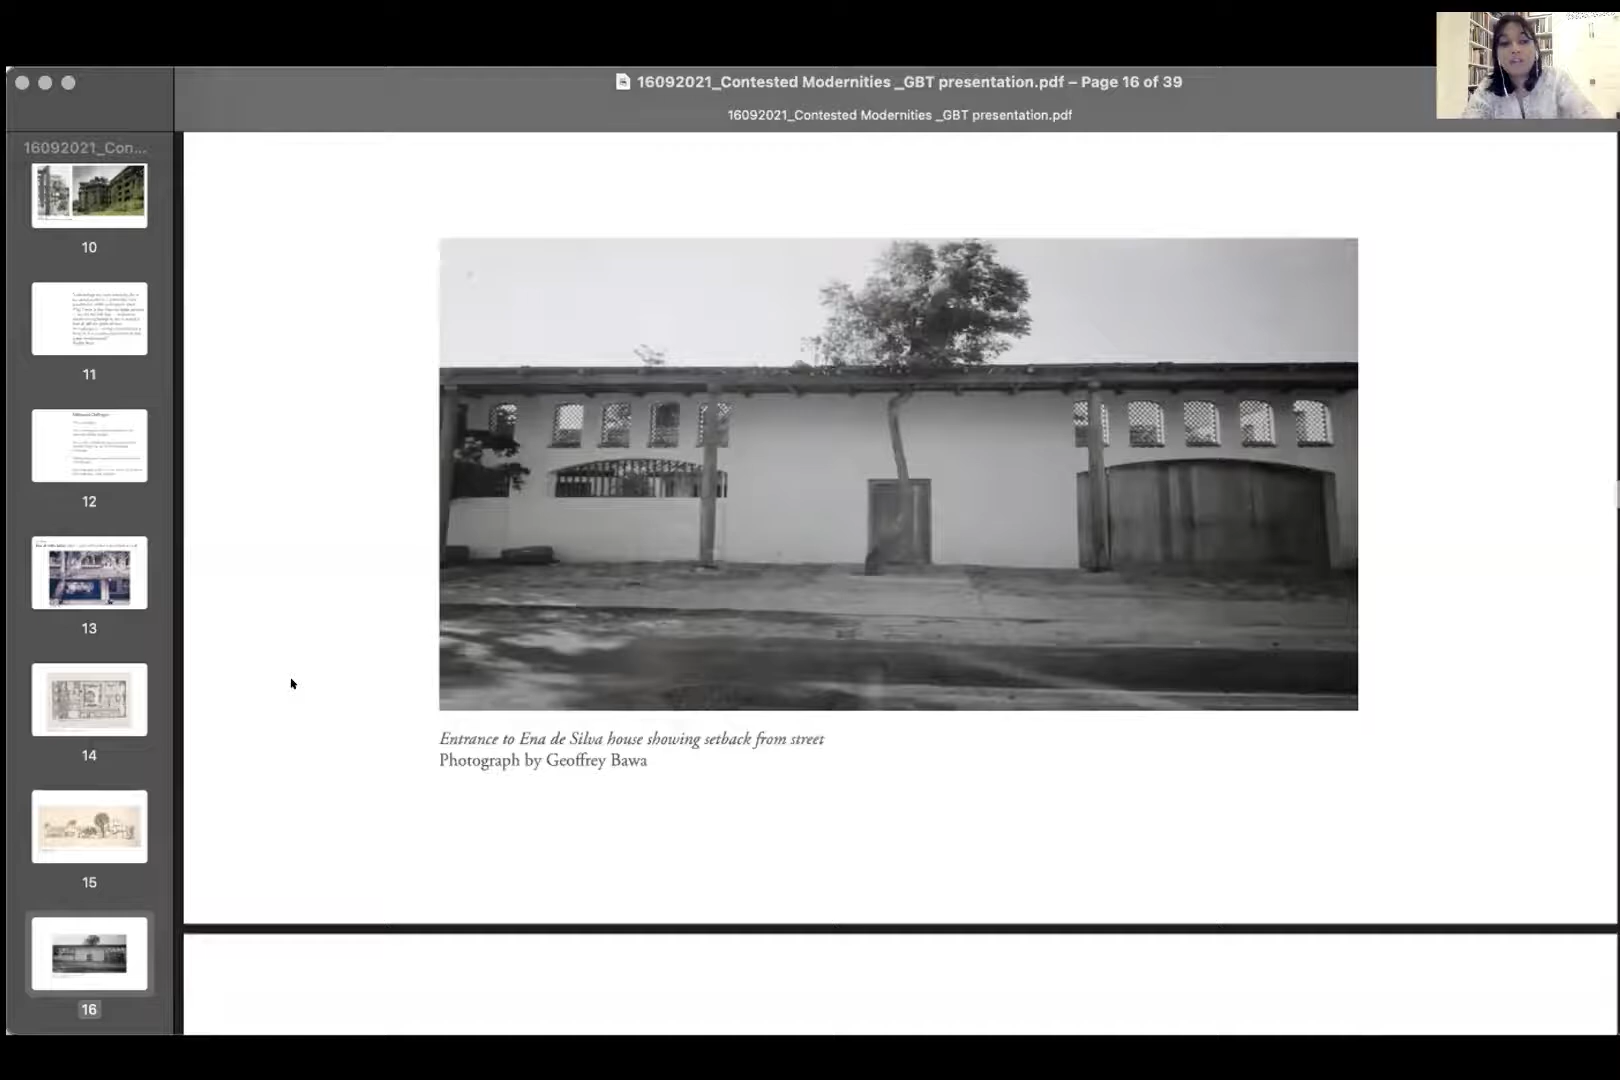 16092021_Contested Modernities _GBT presentation.pdf – Page 16 of 39
16092021_Contested Modernities _GBT presentation.pdf
16092021_Con...
10
11
12
13
14
15
16
Entrance to Ena de Silva house showing setback from street
Photograph by Geoffrey Bawa